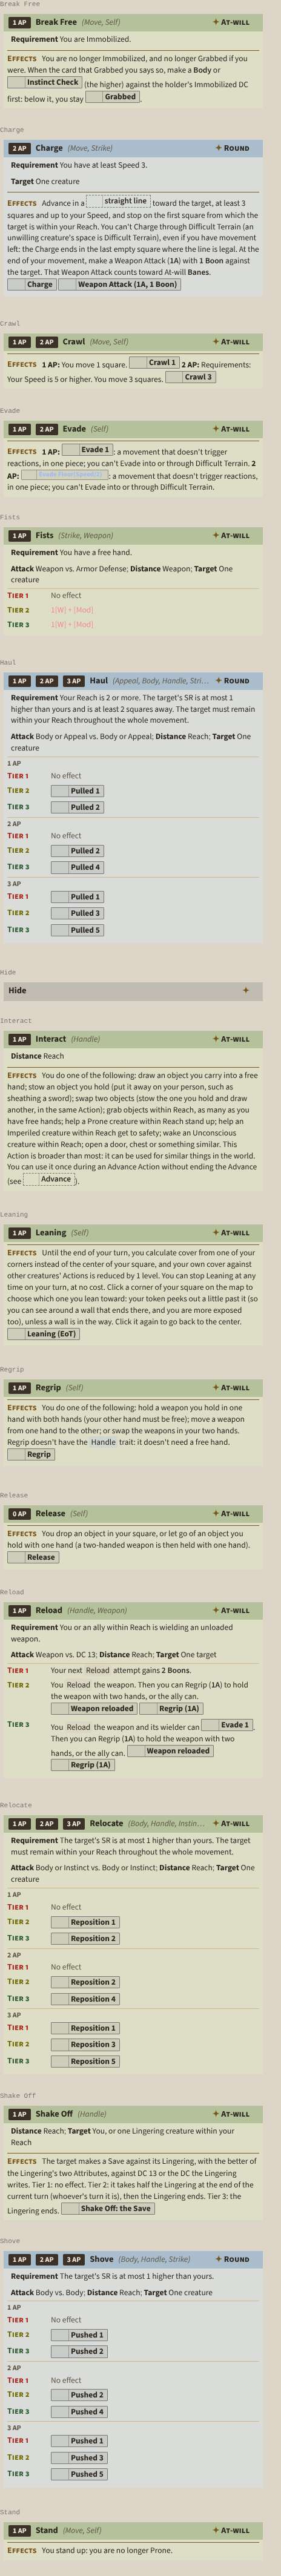 Break Free
1 AP Break Free (Move, Self) ✦ AT-WILL
Requirement You are Immobilized.
EFFECTS You are no longer Immobilized, and no longer Grabbed if you
were. When the card that Grabbed you says so, make a Body or
Instinct Check (the higher) against the holder's Immobilized DC
first: below it, you stay Grabbed.
Charge
2 AP Charge (Move, Strike) ✦ ROUND
Requirement You have at least Speed 3.
Target One creature
EFFECTS Advance in a straight line toward the target, at least 3
squares and up to your Speed, and stop on the first square from which the
target is within your Reach. You can't Charge through Difficult Terrain (an
unwilling creature's space is Difficult Terrain), even if you have movement
left: the Charge ends in the last empty square where the line is legal. At the
end of your movement, make a Weapon Attack (1A) with 1 Boon against
the target. That Weapon Attack counts toward At-will Banes.
Charge Weapon Attack (1A, 1 Boon)
Crawl
1 AP 2 AP Crawl (Move, Self) ✦ AT-WILL
EFFECTS 1 AP: You move 1 square. Crawl 1 2 AP: Requirements:
Your Speed is 5 or higher. You move 3 squares. Crawl 3
Evade
1 AP 2 AP Evade (Self) ✦ AT-WILL
EFFECTS 1 AP: Evade 1: a movement that doesn't trigger
reactions, in one piece; you can't Evade into or through Difficult Terrain. 2
AP: : a movement that doesn't trigger reactions,
in one piece; you can't Evade into or through Difficult Terrain.
Fists
1 AP Fists (Strike, Weapon) ✦ AT-WILL
Requirement You have a free hand.
Attack Weapon vs. Armor Defense; Distance Weapon; Target One
creature
TIER 1 No effect
TIER 2 1[W] + [Mod]
TIER 3 1[W] + [Mod]
Haul
1 AP 2 AP 3 AP Haul (Appeal, Body, Handle, Stri… ✦ ROUND
Requirement Your Reach is 2 or more. The target's SR is at most 1
higher than yours and is at least 2 squares away. The target must remain
within your Reach throughout the whole movement.
Attack Body or Appeal vs. Body or Appeal; Distance Reach; Target One
creature
1 AP
TIER 1 No effect
TIER 2 Pulled 1
TIER 3 Pulled 2
2 AP
TIER 1 No effect
TIER 2 Pulled 2
TIER 3 Pulled 4
3 AP
TIER 1 Pulled 1
TIER 2 Pulled 3
TIER 3 Pulled 5
Hide
Hide ✦
Interact
1 AP Interact (Handle) ✦ AT-WILL
Distance Reach
EFFECTS You do one of the following: draw an object you carry into a free
hand; stow an object you hold (put it away on your person, such as
sheathing a sword); swap two objects (stow the one you hold and draw
another, in the same Action); grab objects within Reach, as many as you
have free hands; help a Prone creature within Reach stand up; help an
Imperiled creature within Reach get to safety; wake an Unconscious
creature within Reach; open a door, chest or something similar. This
Action is broader than most: it can be used for similar things in the world.
You can use it once during an Advance Action without ending the Advance
(see Advance).
Leaning
1 AP Leaning (Self) ✦ AT-WILL
EFFECTS Until the end of your turn, you calculate cover from one of your
corners instead of the center of your square, and your own cover against
other creatures' Actions is reduced by 1 level. You can stop Leaning at any
time on your turn, at no cost. Click a corner of your square on the map to
choose which one you lean toward: your token peeks out a little past it (so
you can see around a wall that ends there, and you are more exposed
too), unless a wall is in the way. Click it again to go back to the center.
Leaning (EoT)
Regrip
1 AP Regrip (Self) ✦ AT-WILL
EFFECTS You do one of the following: hold a weapon you hold in one
hand with both hands (your other hand must be free); move a weapon
from one hand to the other; swap the weapons in your two hands.
Regrip doesn't have the Handle trait: it doesn't need a free hand.
Regrip
Release
0 AP Release (Self) ✦ AT-WILL
EFFECTS You drop an object in your square, or let go of an object you
hold with one hand (a two-handed weapon is then held with one hand).
Release
Reload
1 AP Reload (Handle, Weapon) ✦ AT-WILL
Requirement You or an ally within Reach is wielding an unloaded
weapon.
Attack Weapon vs. DC 13; Distance Reach; Target One target
TIER 1 Your next Reload attempt gains 2 Boons.
TIER 2 You Reload the weapon. Then you can Regrip (1A) to hold
the weapon with two hands, or the ally can.
Weapon reloaded Regrip (1A)
TIER 3 You Reload the weapon and its wielder can Evade 1.
Then you can Regrip (1A) to hold the weapon with two
hands, or the ally can. Weapon reloaded
Regrip (1A)
Relocate
1 AP 2 AP 3 AP Relocate (Body, Handle, Instin… ✦ AT-WILL
Requirement The target's SR is at most 1 higher than yours. The target
must remain within your Reach throughout the whole movement.
Attack Body or Instinct vs. Body or Instinct; Distance Reach; Target One
creature
1 AP
TIER 1 No effect
TIER 2 Reposition 1
TIER 3 Reposition 2
2 AP
TIER 1 No effect
TIER 2 Reposition 2
TIER 3 Reposition 4
3 AP
TIER 1 Reposition 1
TIER 2 Reposition 3
TIER 3 Reposition 5
Shake Off
1 AP Shake Off (Handle) ✦ AT-WILL
Distance Reach; Target You, or one Lingering creature within your
Reach
EFFECTS The target makes a Save against its Lingering, with the better of
the Lingering's two Attributes, against DC 13 or the DC the Lingering
writes. Tier 1: no effect. Tier 2: it takes half the Lingering at the end of the
current turn (whoever's turn it is), then the Lingering ends. Tier 3: the
Lingering ends. Shake Off: the Save
Shove
1 AP 2 AP 3 AP Shove (Body, Handle, Strike) ✦ ROUND
Requirement The target's SR is at most 1 higher than yours.
Attack Body vs. Body; Distance Reach; Target One creature
1 AP
TIER 1 No effect
TIER 2 Pushed 1
TIER 3 Pushed 2
2 AP
TIER 1 No effect
TIER 2 Pushed 2
TIER 3 Pushed 4
3 AP
TIER 1 Pushed 1
TIER 2 Pushed 3
TIER 3 Pushed 5
Stand
1 AP Stand (Move, Self) ✦ AT-WILL
EFFECTS You stand up: you are no longer Prone.